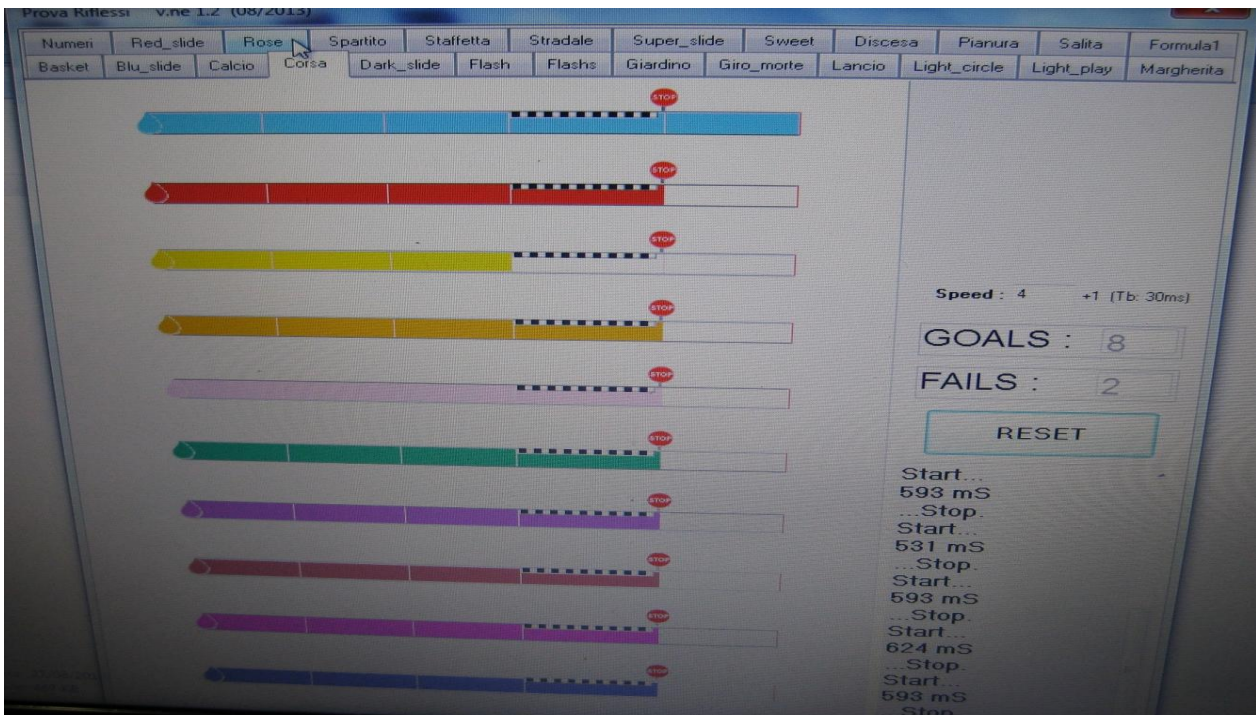 Prova Riflessi v.ne 1.2 (08/2013)
Numeri Red_slide Rose Spartito Staffetta Stradale Super_slide Sweet Discesa Pianura Salita Formula1
Basket Blu_slide Calcio Corsa Dark_slide Flash Flashs Giardino Giro_morte Lancio Light_circle Light_play Margherita
STOP
STOP
STOP
STOP
STOP
STOP
STOP
STOP
STOP
STOP
Speed : 4 +1 (Tb: 30ms)
GOALS : 8
FAILS : 2
RESET
Start...
593 mS
...Stop.
Start...
531 mS
...Stop.
Start...
593 mS
...Stop.
Start...
624 mS
...Stop.
Start...
593 mS
...Stop.